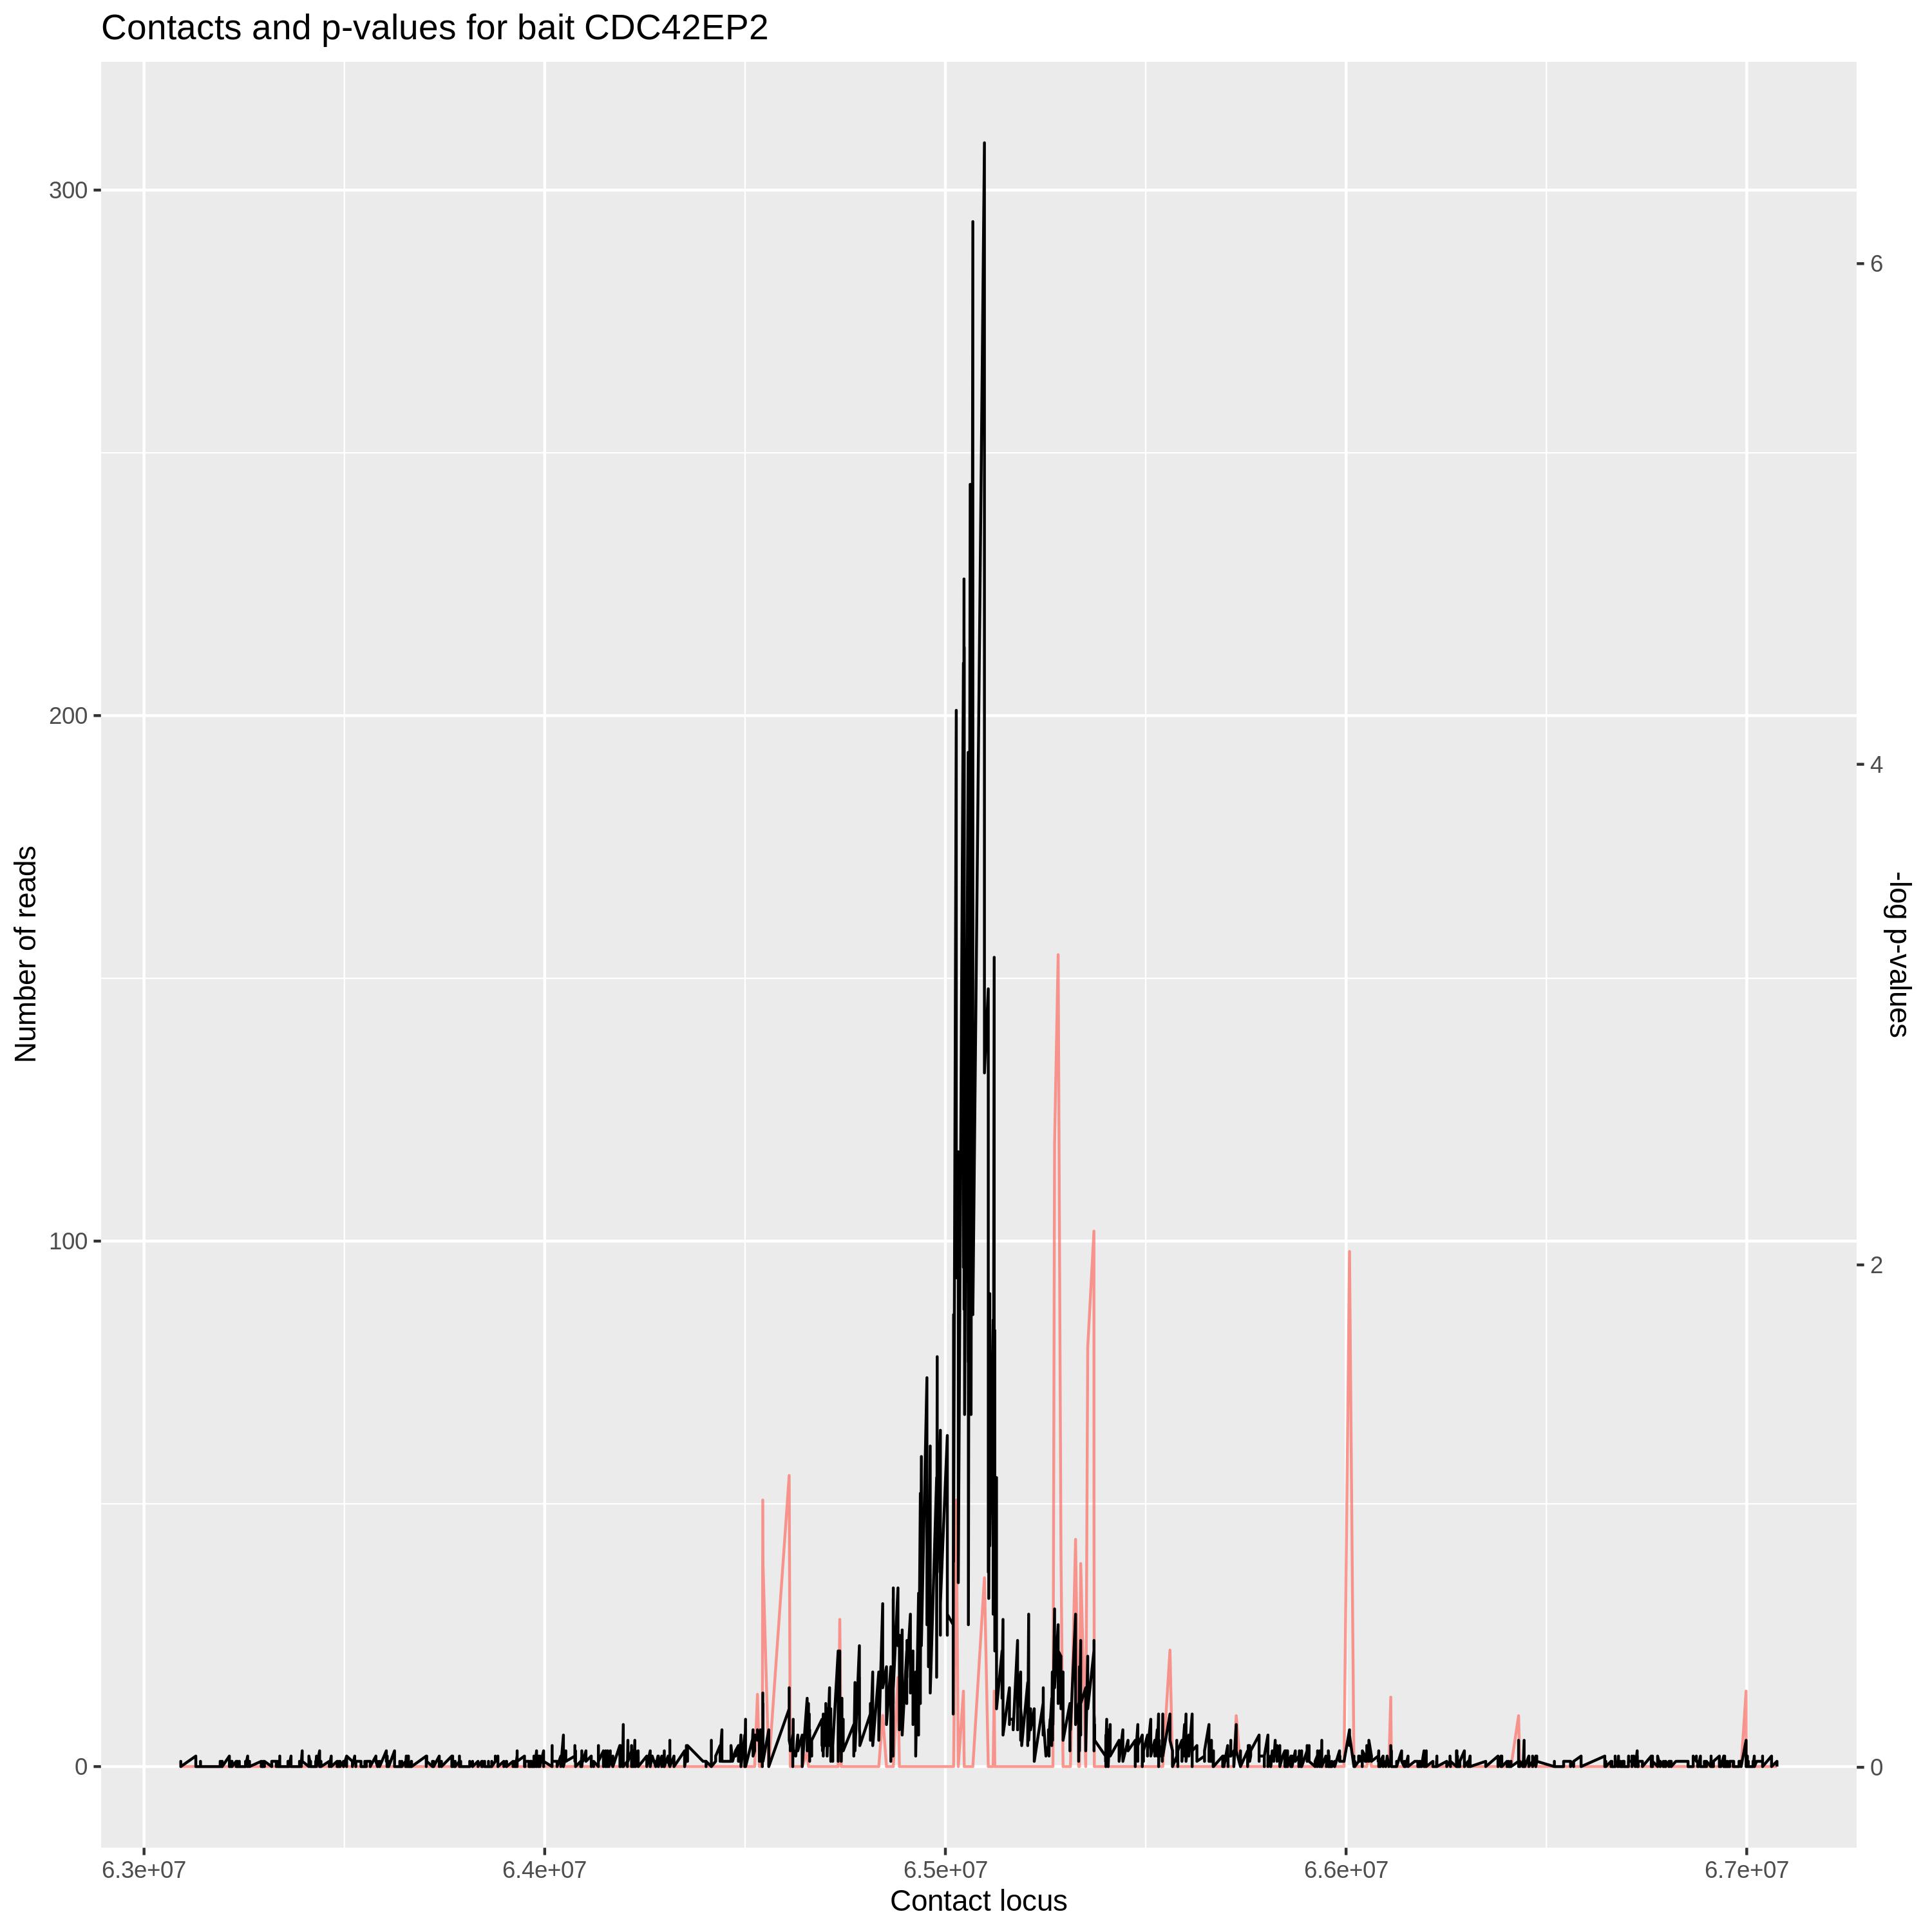 Contacts and p-values for bait CDC42EP2
Number of reads
300
200
100
0
6
4
2
0
-log p-values
6.3e+07
6.4e+07
6.5e+07
6.6e+07
6.7e+07
Contact locus